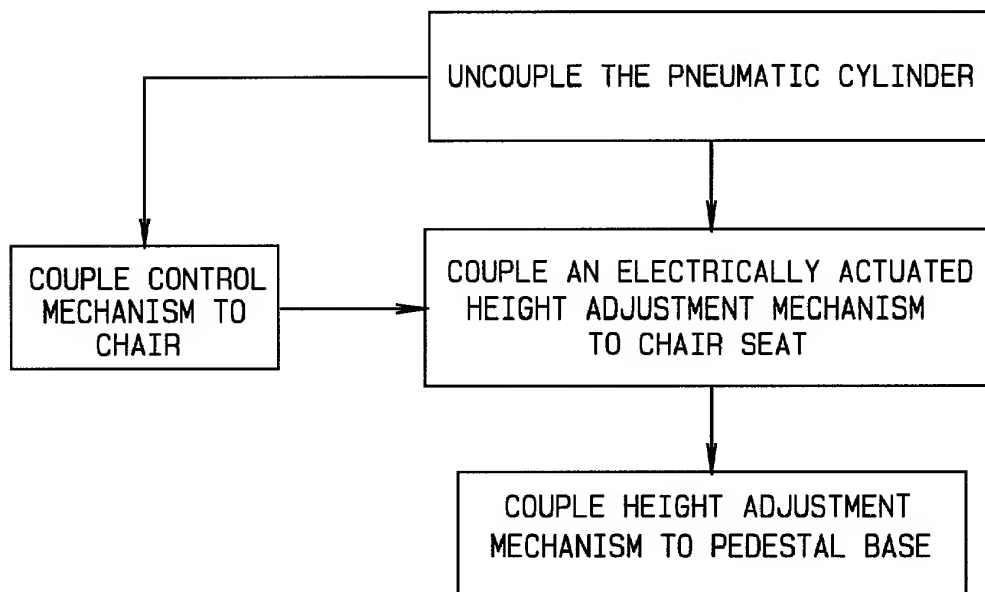 UNCOUPLE THE PNEUMATIC CYLINDER
COUPLE CONTROL
MECHANISM TO
CHAIR
COUPLE AN ELECTRICALLY ACTUATED
HEIGHT ADJUSTMENT MECHANISM
TO CHAIR SEAT
COUPLE HEIGHT ADJUSTMENT
MECHANISM TO PEDESTAL BASE